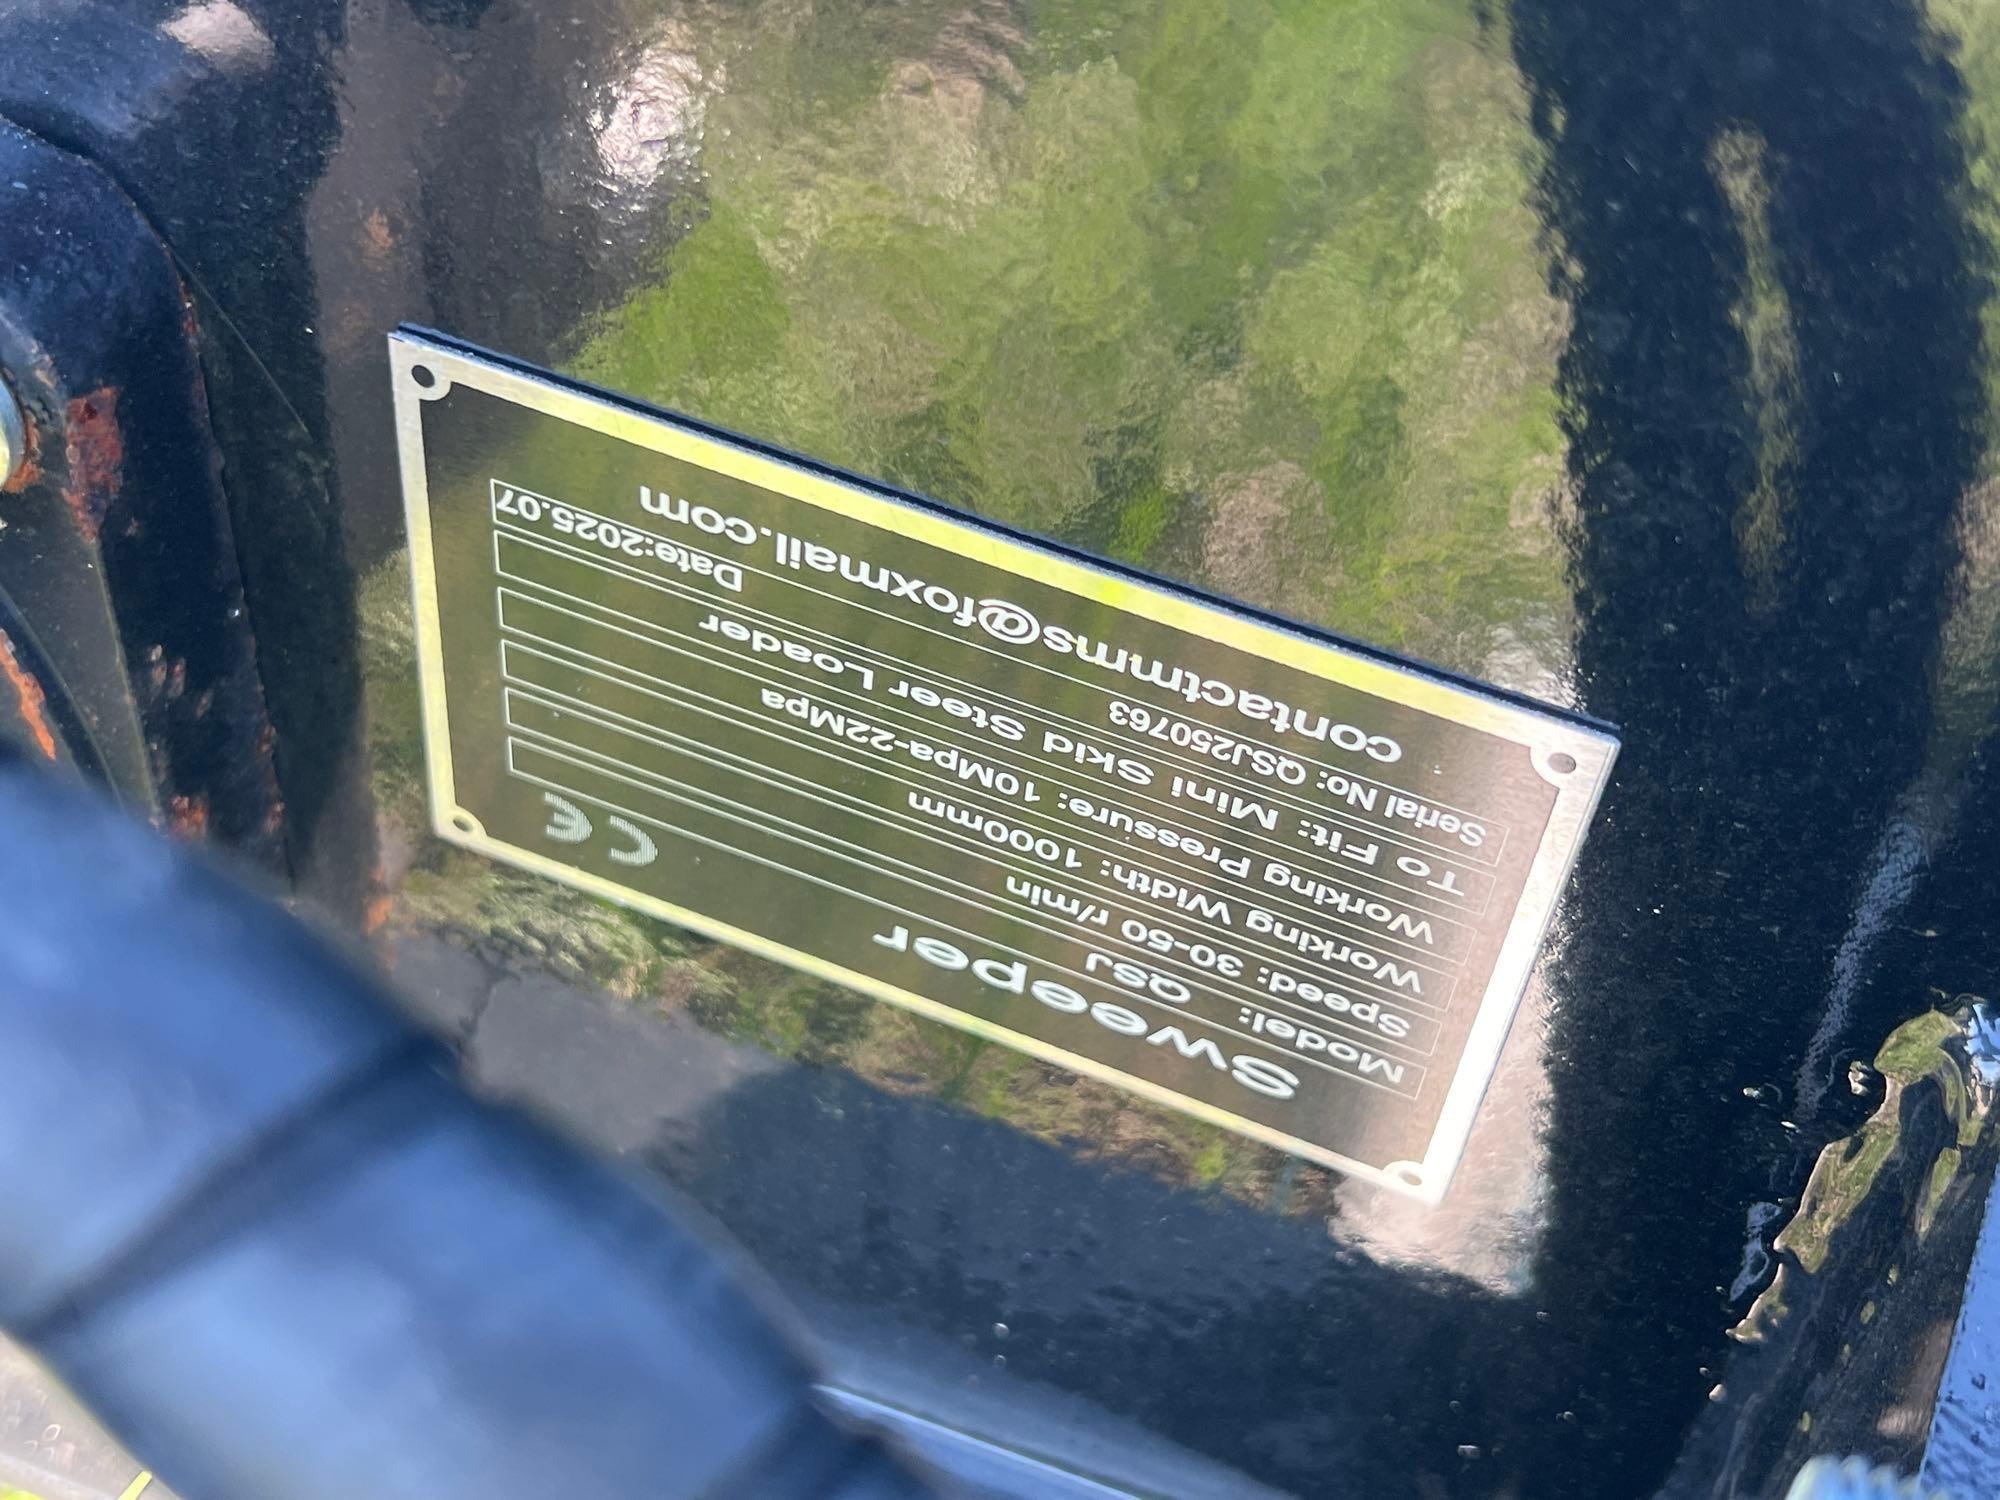 Sweeper CE
Model: QSJ
Speed: 30-50 r/min
Working Width: 1000mm
Working Pressure: 10Mpa-22Mpa
To Fit: Mini Skid Steer Loader
Serial No: QSJ250763 Date:2025.07
contactmms@foxmail.com